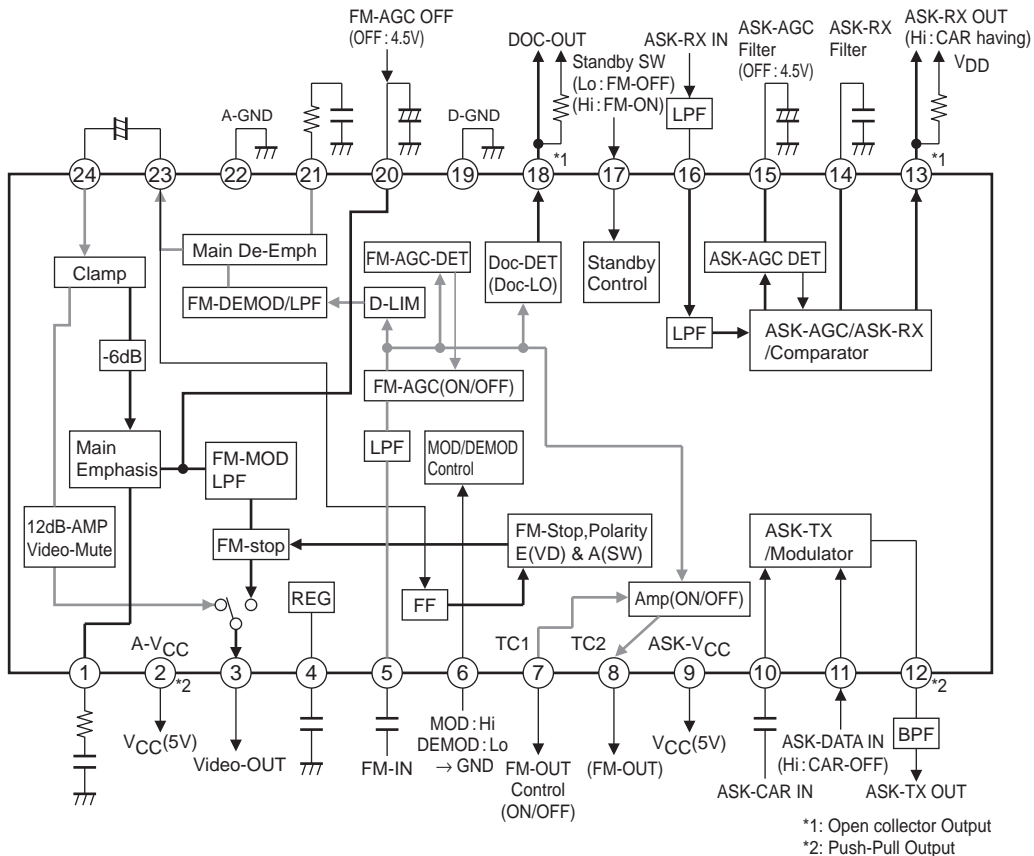 FM-AGC OFF
(OFF : 4.5V)
DOC-OUT
Standby SW
(Lo : FM-OFF)
(Hi : FM-ON)
ASK-RX IN
ASK-AGC
Filter
(OFF : 4.5V)
ASK-RX
Filter
ASK-RX OUT
(Hi : CAR having)
VDD
A-GND
D-GND
LPF
*1
*1
24
23
22
21
20
19
18
17
16
15
14
13
Main De-Emph
Clamp
FM-DEMOD/LPF
D-LIM
FM-AGC-DET
Doc-DET
(Doc-LO)
Standby
Control
ASK-AGC DET
LPF
ASK-AGC/ASK-RX
/Comparator
-6dB
FM-AGC(ON/OFF)
LPF
MOD/DEMOD
Control
Main
Emphasis
FM-MOD
LPF
12dB-AMP
Video-Mute
FM-stop
FM-Stop,Polarity
E(VD) & A(SW)
ASK-TX
/Modulator
REG
FF
Amp(ON/OFF)
A-VCC
TC1
TC2
ASK-VCC
1
2
3
4
5
6
7
8
9
10
11
12
*2
*2
VCC(5V)
Video-OUT
FM-IN
MOD : Hi
DEMOD : Lo
→ GND
FM-OUT
Control
(ON/OFF)
(FM-OUT)
VCC(5V)
ASK-CAR IN
ASK-DATA IN
(Hi : CAR-OFF)
BPF
ASK-TX OUT
*1: Open collector Output
*2: Push-Pull Output